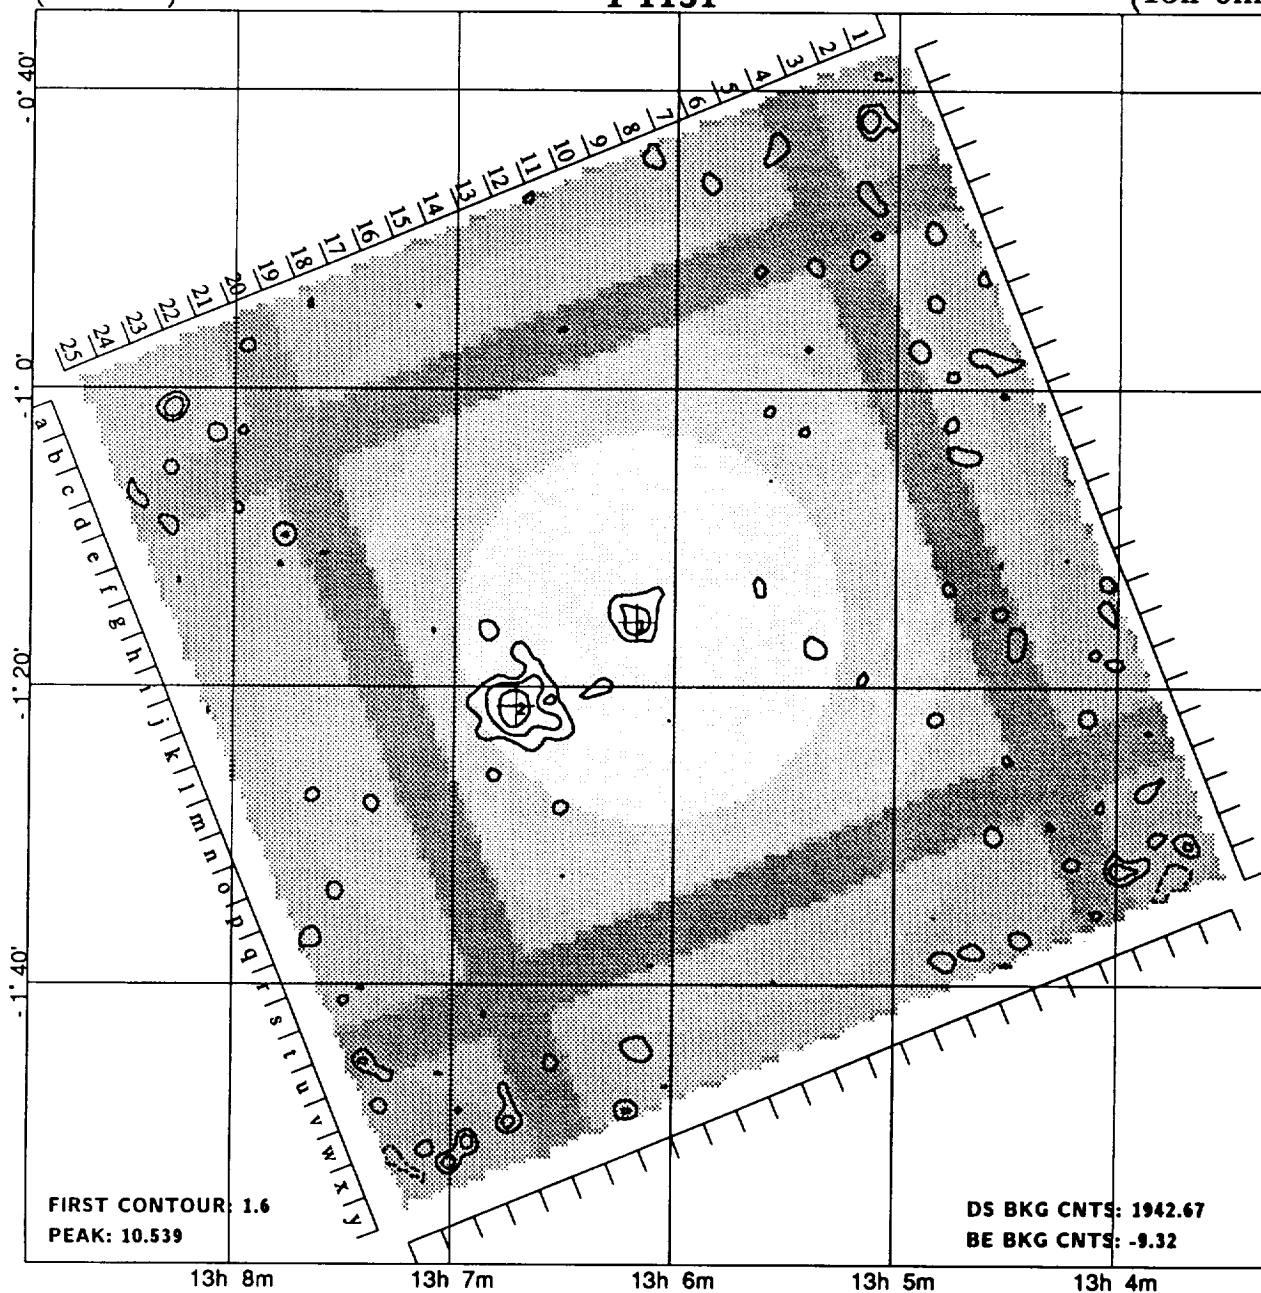 1 2 3 4 5 6 7 8 9 10 11 12 13 14 15 16 17 18 19 20 21 22 23 24 25
-0° 40'
-1° 0'
-1° 20'
-1° 40'
a b c d e f g h i j k l m n o p q r s t u v w x y
1
2
FIRST CONTOUR: 1.6
PEAK: 10.539
DS BKG CNTS: 1942.67
BE BKG CNTS: -9.32
13h 8m
13h 7m
13h 6m
13h 5m
13h 4m